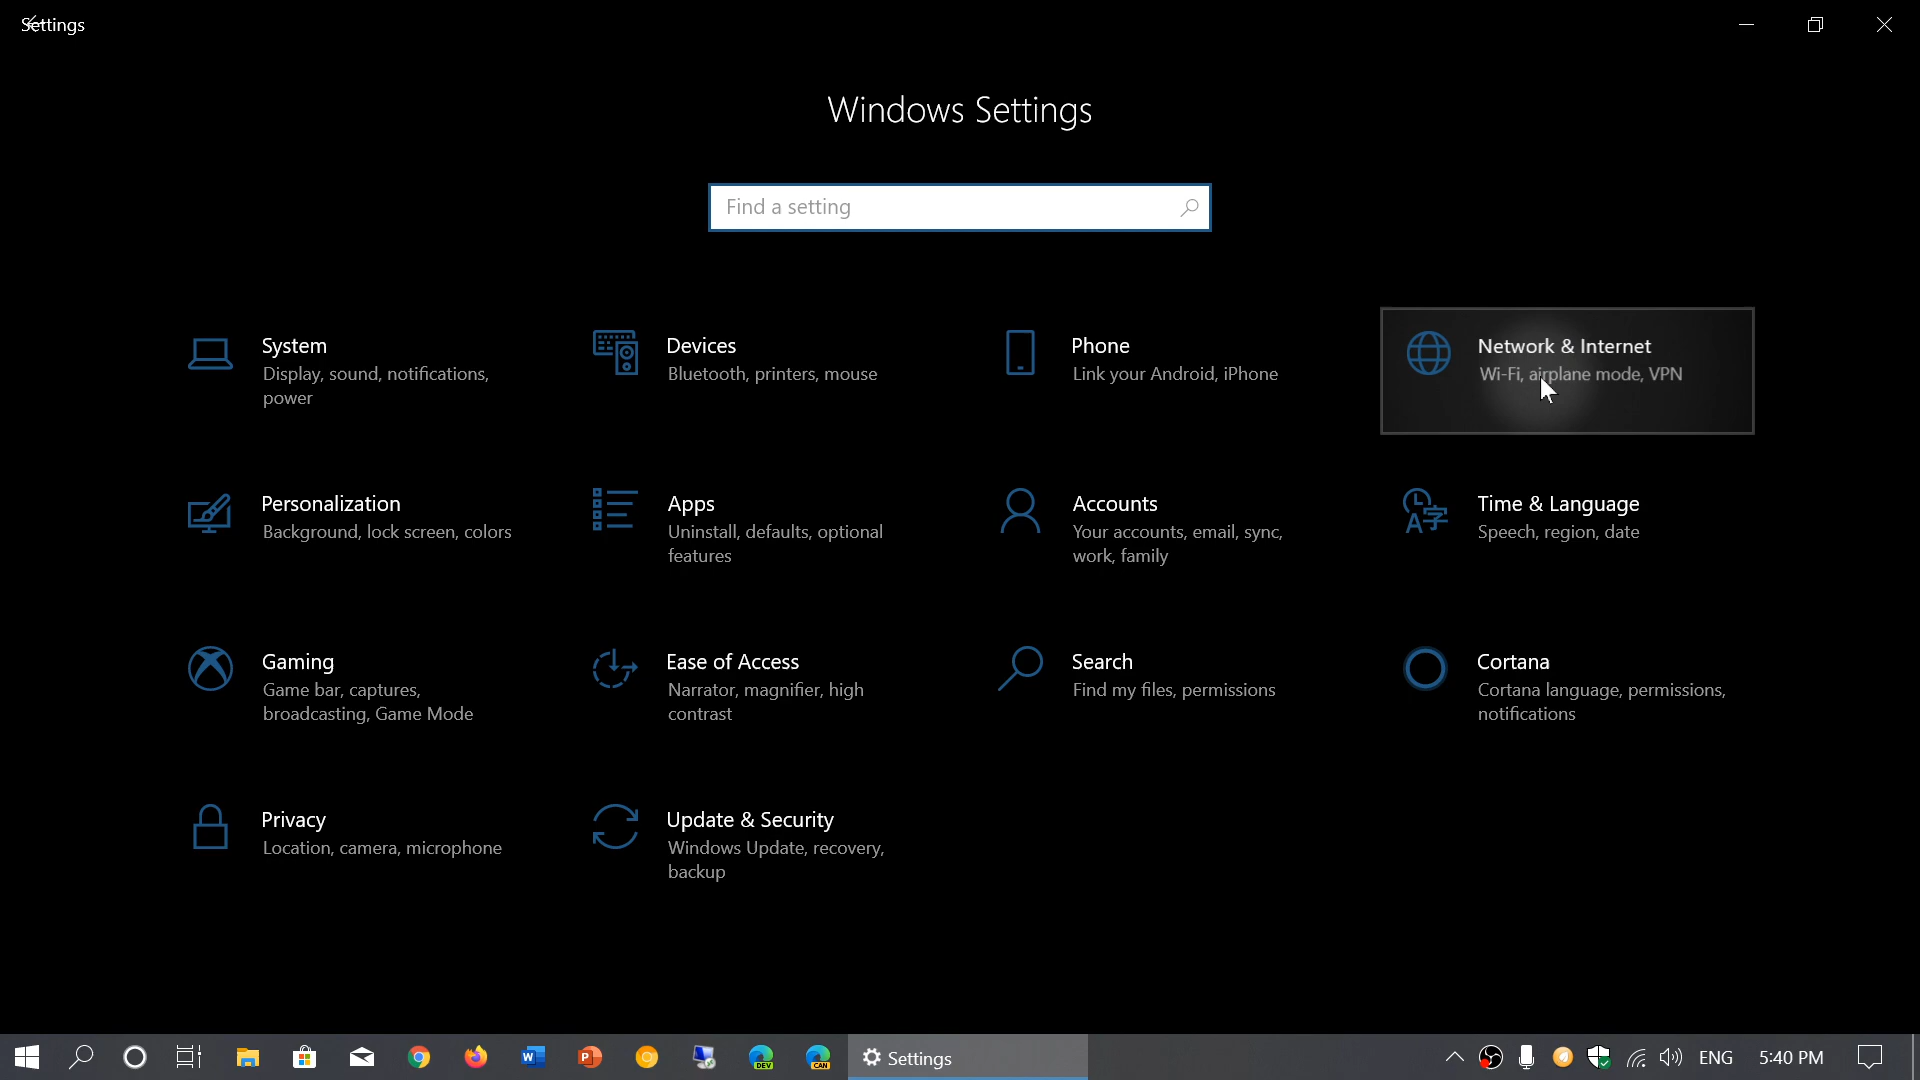 Settings
Windows Settings
Find a setting
System
Display, sound, notifications,
power
Devices
Bluetooth, printers, mouse
Phone
Link your Android, iPhone
Network & Internet
Wi-Fi, airplane mode, VPN
Personalization
Background, lock screen, colors
Apps
Uninstall, defaults, optional
features
Accounts
Your accounts, email, sync,
work, family
Time & Language
Speech, region, date
Gaming
Game bar, captures,
broadcasting, Game Mode
Ease of Access
Narrator, magnifier, high
contrast
Search
Find my files, permissions
Cortana
Cortana language, permissions,
notifications
Privacy
Location, camera, microphone
Update & Security
Windows Update, recovery,
backup
W
P
DEV
CAN
Settings
ENG
5:40 PM